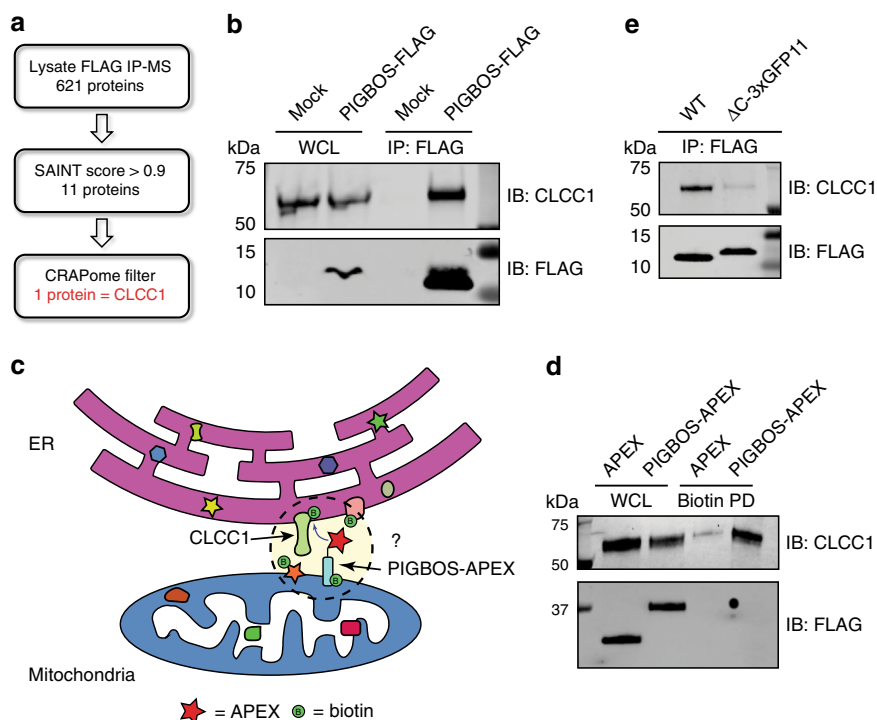 a
Lysate FLAG IP-MS
621 proteins
SAINT score > 0.9
11 proteins
CRAPome filter
1 protein = CLCC1
b
Mock
PIGBOS-FLAG
Mock
PIGBOS-FLAG
kDa
WCL
IP: FLAG
75
50
IB: CLCC1
15
10
IB: FLAG
e
WT
ΔC-3xGFP11
kDa
IP: FLAG
75
50
IB: CLCC1
15
10
IB: FLAG
c
ER
CLCC1
B
B
B
B
?
PIGBOS-APEX
Mitochondria
= APEX
B
= biotin
d
APEX
PIGBOS-APEX
APEX
PIGBOS-APEX
kDa
WCL
Biotin PD
75
50
IB: CLCC1
37
IB: FLAG